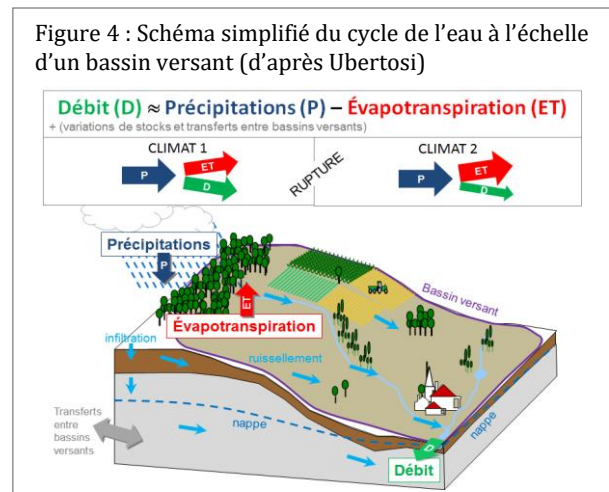 Figure 4 : Schéma simplifié du cycle de l’eau à l’échelle
d’un bassin versant (d’après Ubertosi)
Débit (D) ≈ Précipitations (P) – Évapotranspiration (ET)
+ (variations de stocks et transferts entre bassins versants)
CLIMAT 1
P
ET
D
RUPTURE
CLIMAT 2
P
ET
D
Précipitations
P
ET
Évapotranspiration
Bassin versant
infiltration
ruissellement
Transferts
entre
bassins
versants
nappe
nappe
D
Débit